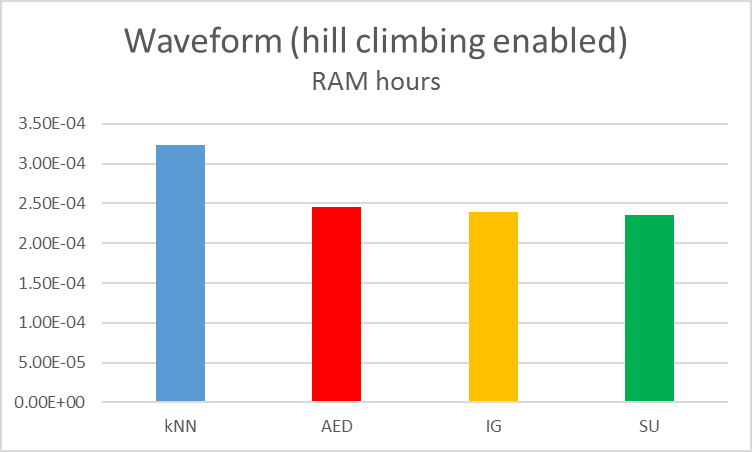 Waveform (hill climbing enabled)
RAM hours
3.50E-04
3.00E-04
2.50E-04
2.00E-04
1.50E-04
1.00E-04
5.00E-05
0.00E+00
kNN AED IG SU